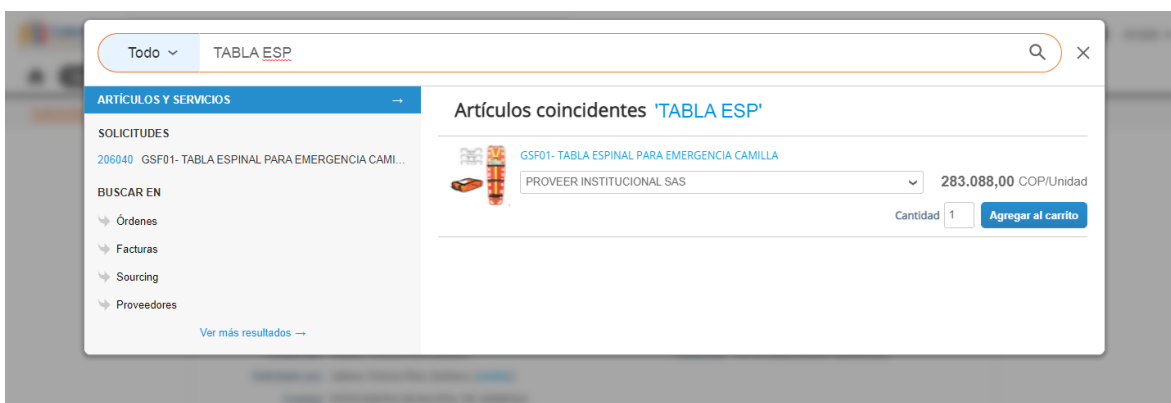 Todo
TABLA ESP
ARTÍCULOS Y SERVICIOS →
SOLICITUDES
206040 GSF01- TABLA ESPINAL PARA EMERGENCIA CAMI...
BUSCAR EN
Órdenes
Facturas
Sourcing
Proveedores
Ver más resultados →
Artículos coincidentes 'TABLA ESP'
GSF01- TABLA ESPINAL PARA EMERGENCIA CAMILLA
PROVEER INSTITUCIONAL SAS
283.088,00 COP/Unidad
Cantidad 1 Agregar al carrito